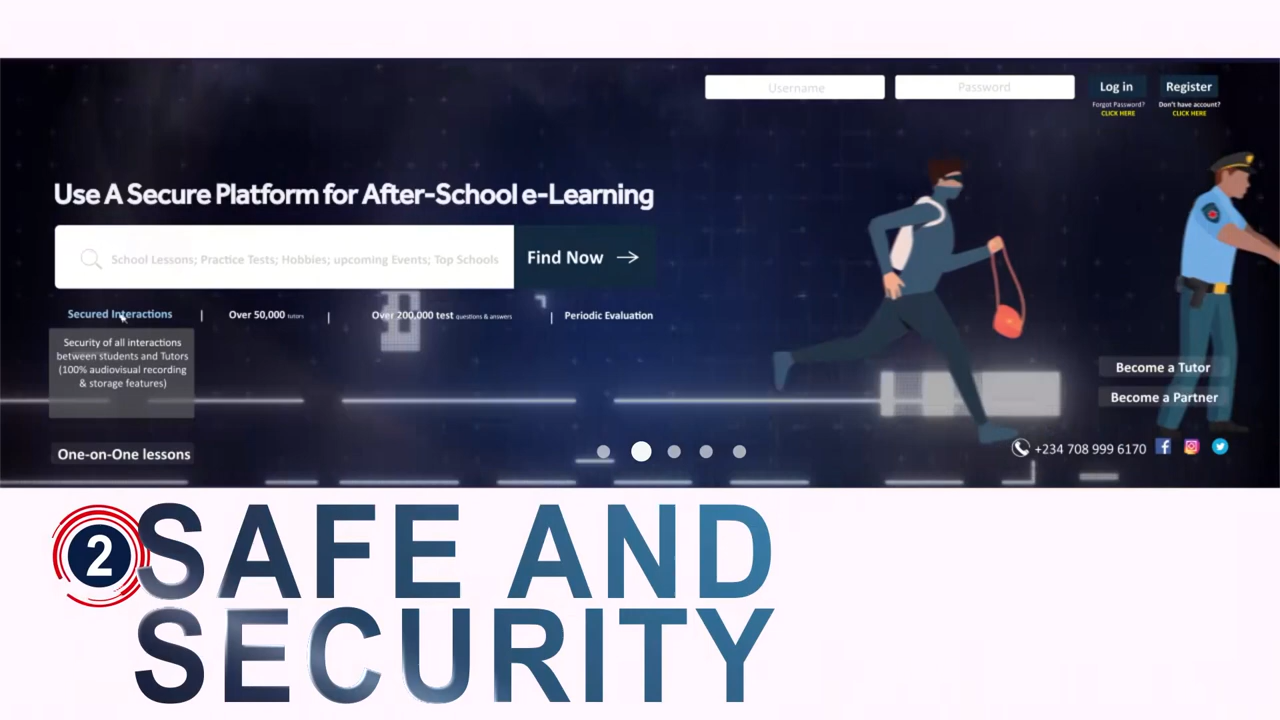 Username
Password
Log in
Register
Forgot Password?
CLICK HERE
Don't have account?
CLICK HERE
Use A Secure Platform for After-School e-Learning
School Lessons; Practice Tests; Hobbies; upcoming Events; Top Schools
Find Now
Secured Interactions | Over 50,000 tutors | Over 200,000 test questions & answers | Periodic Evaluation
Security of all interactions
between students and Tutors
(100% audiovisual recording
& storage features)
Become a Tutor
Become a Partner
One-on-One lessons
+234 708 999 6170
2
SAFE AND
SECURITY